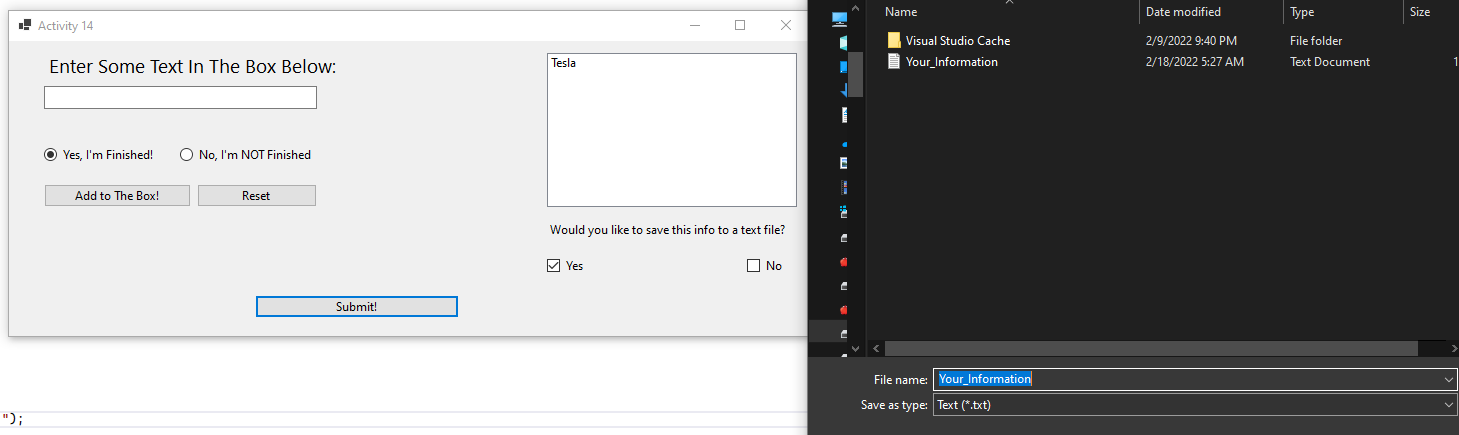 Activity 14
Enter Some Text In The Box Below:
Yes, I'm Finished! No, I'm NOT Finished
Add to The Box! Reset
Tesla
Would you like to save this info to a text file?
Yes No
Submit!
");
Name Date modified Type Size
Visual Studio Cache 2/9/2022 9:40 PM File folder
Your_Information 2/18/2022 5:27 AM Text Document 1
File name: Your_Information
Save as type: Text (*.txt)